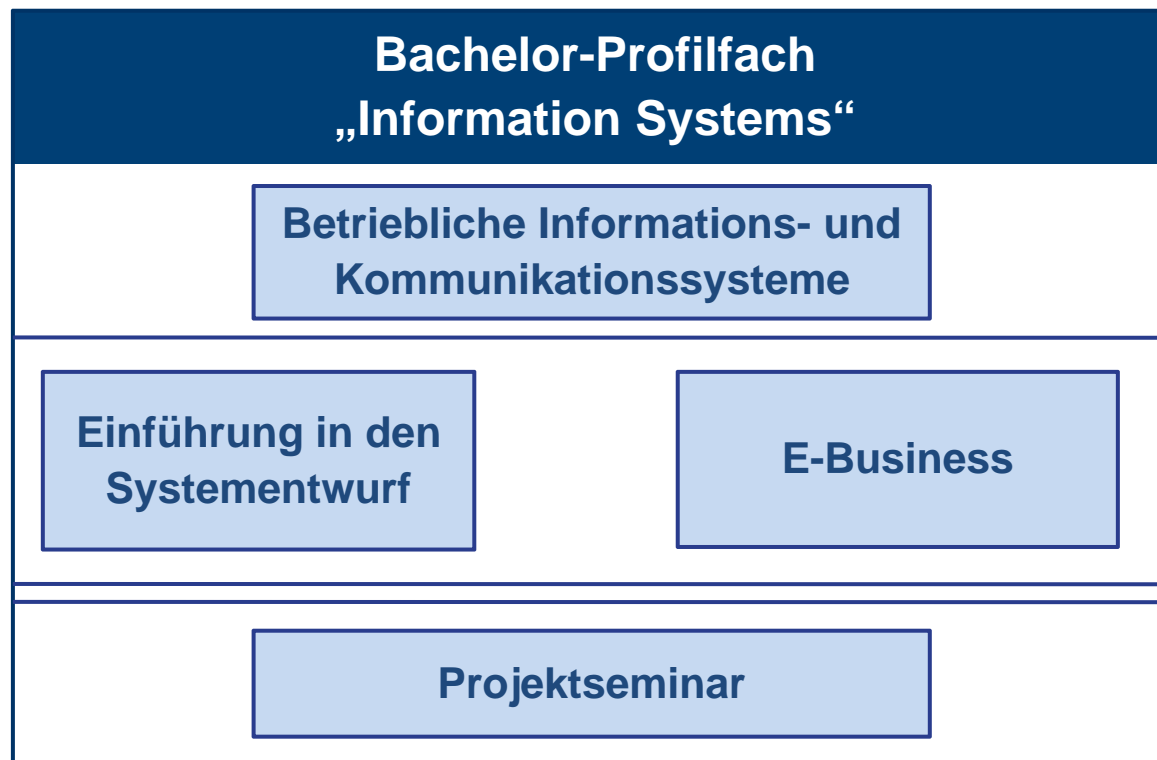 Bachelor-Profilfach
„Information Systems“
Betriebliche Informations- und
Kommunikationssysteme
Einführung in den
Systementwurf
E-Business
Projektseminar